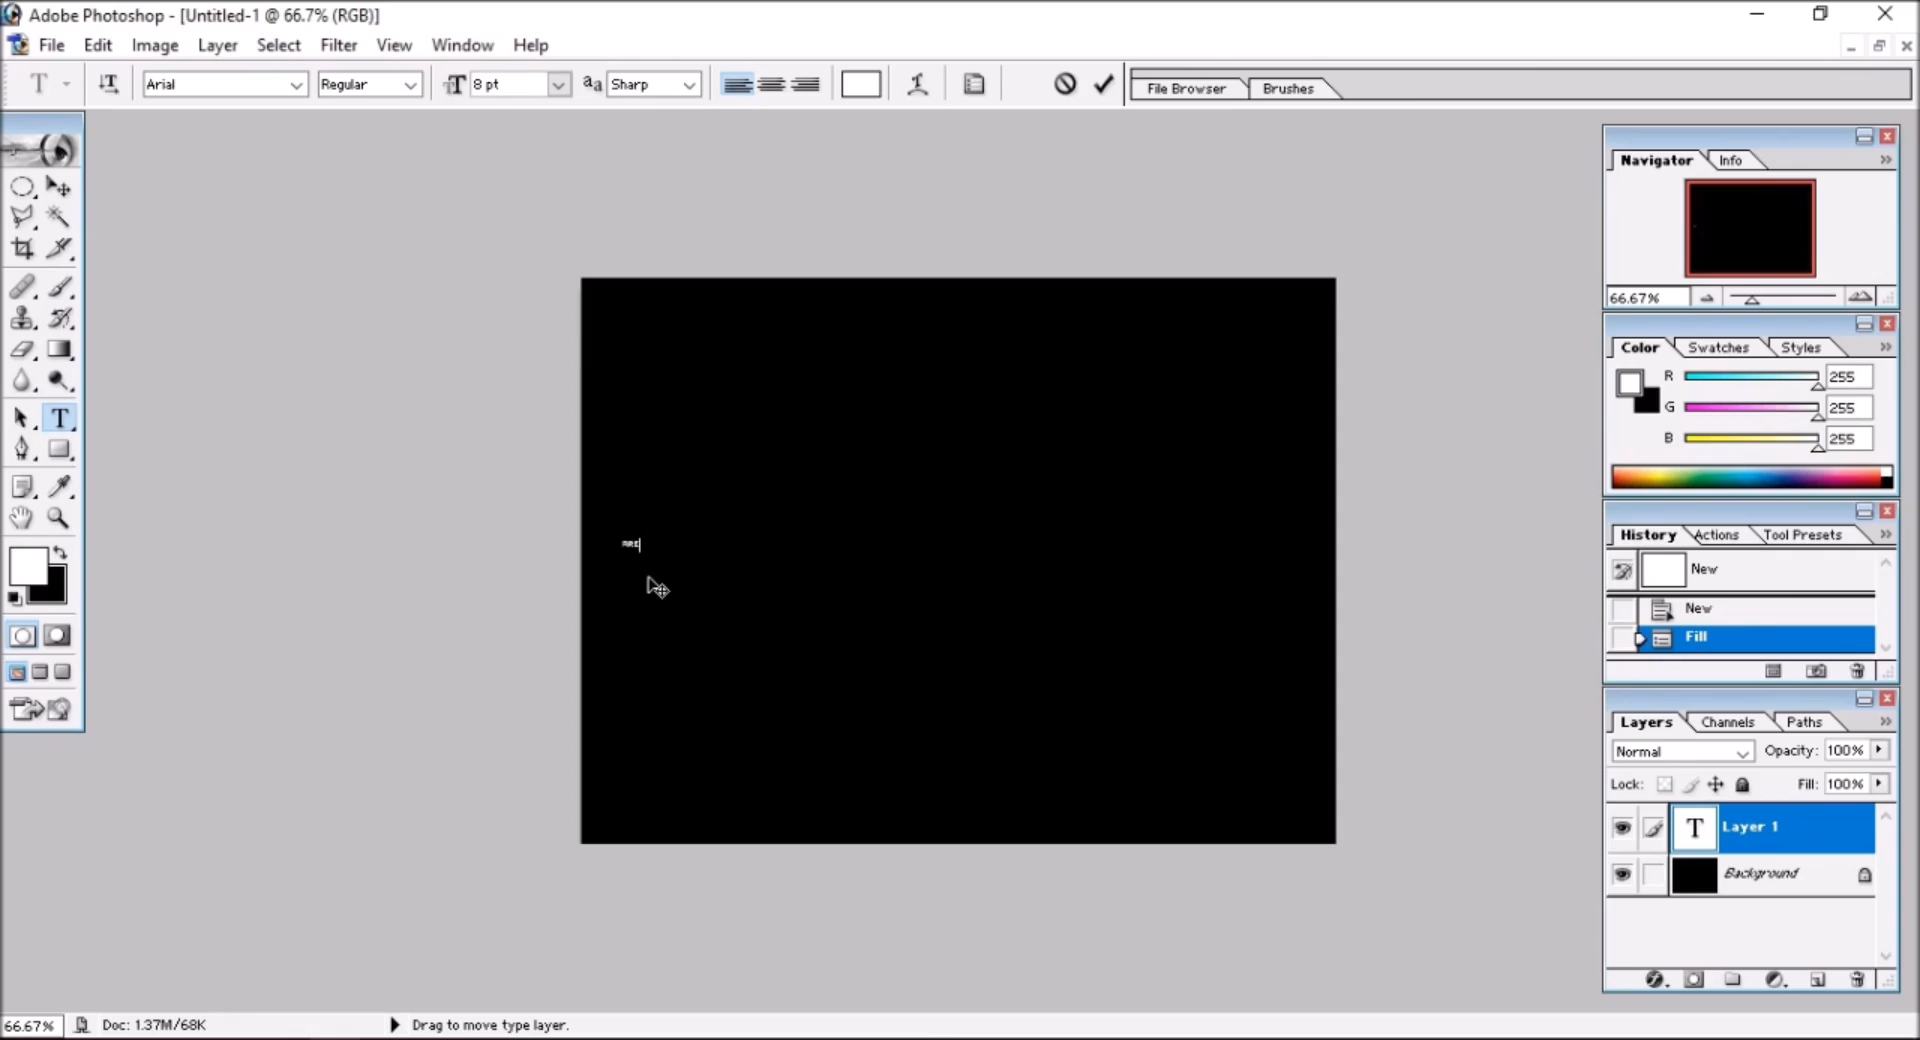 Adobe Photoshop - [Untitled-1 @ 66.7% (RGB)]
File Edit Image Layer Select Filter View Window Help
T Arial Regular T 8 pt aa Sharp File Browser Brushes
Navigator Info
66.67%
Color Swatches Styles
R 255
G 255
B 255
T
History Actions Tool Presets
New
New
Fill
Layers Channels Paths
Normal Opacity: 100%
Lock: Fill: 100%
T Layer 1
Background
66.67% Doc: 1.37M/68K Drag to move type layer.